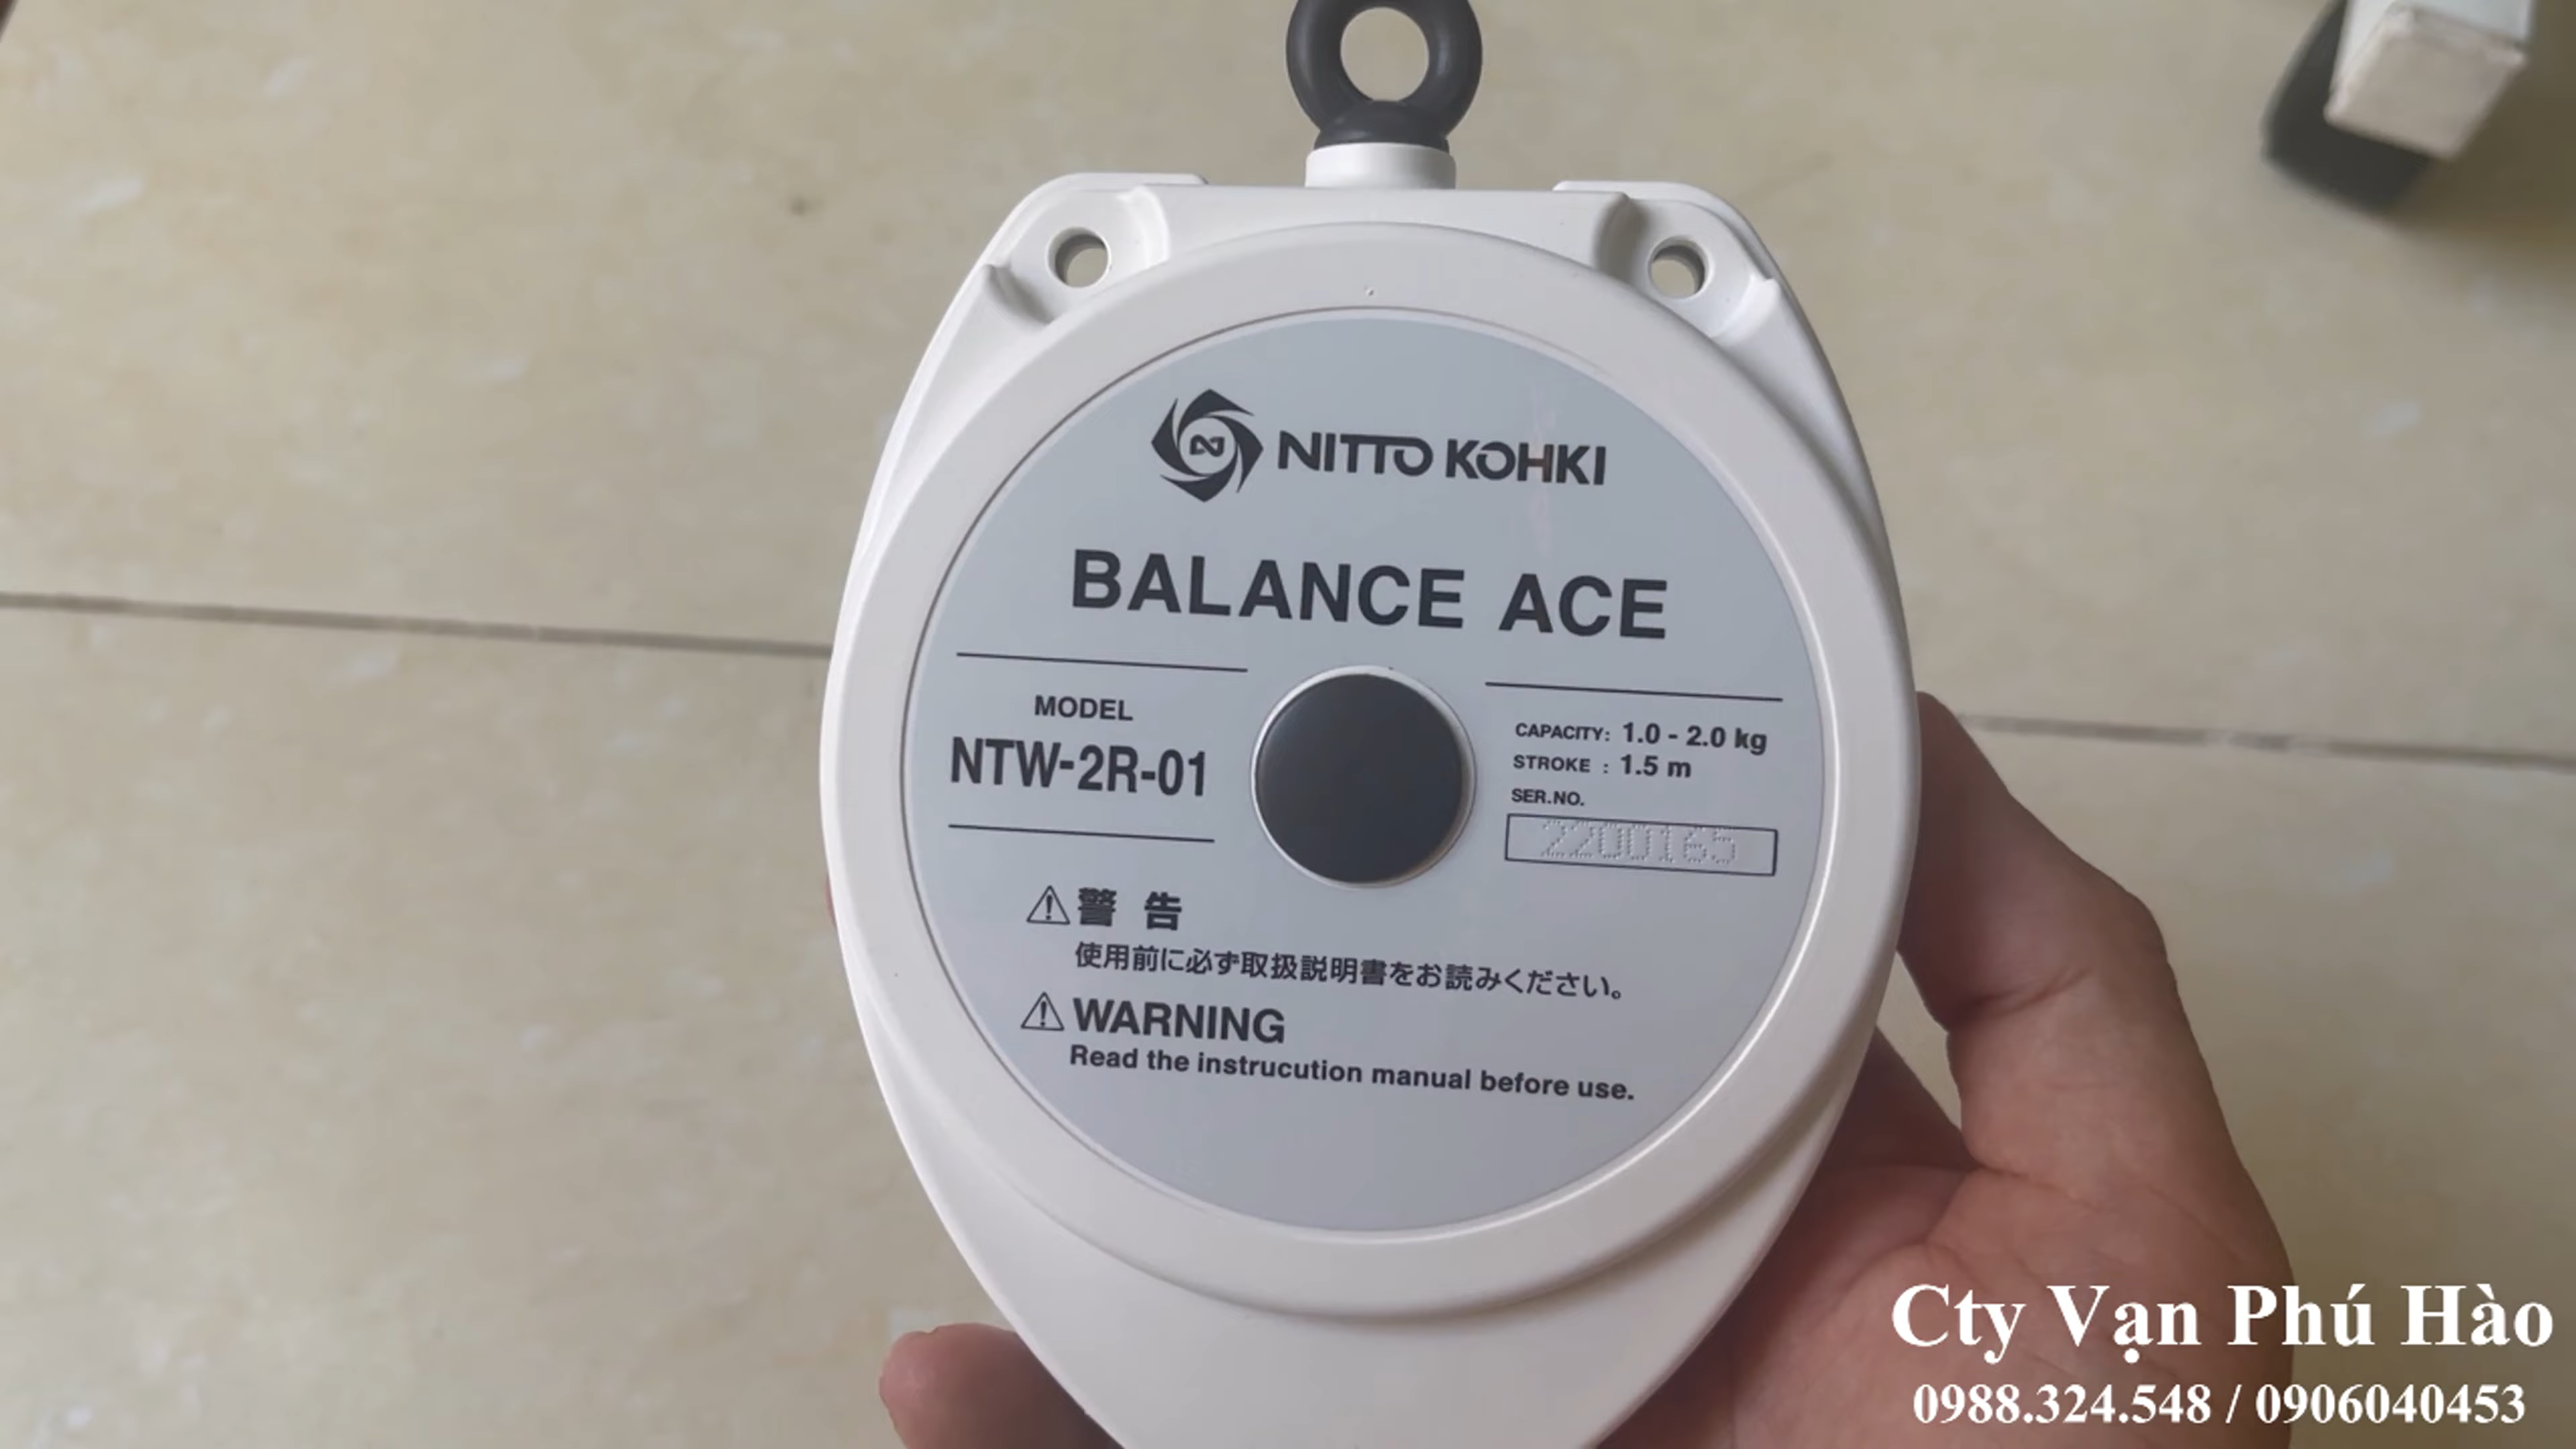 NITTO KOHKI
BALANCE ACE
MODEL
NTW-2R-01
CAPACITY: 1.0 - 2.0 kg
STROKE : 1.5 m
SER.NO.
2200165
⚠警 告
使用前に必ず取扱説明書をお読みください。
⚠WARNING
Read the instrucution manual before use.
Cty Vạn Phú Hào
0988.324.548 / 0906040453